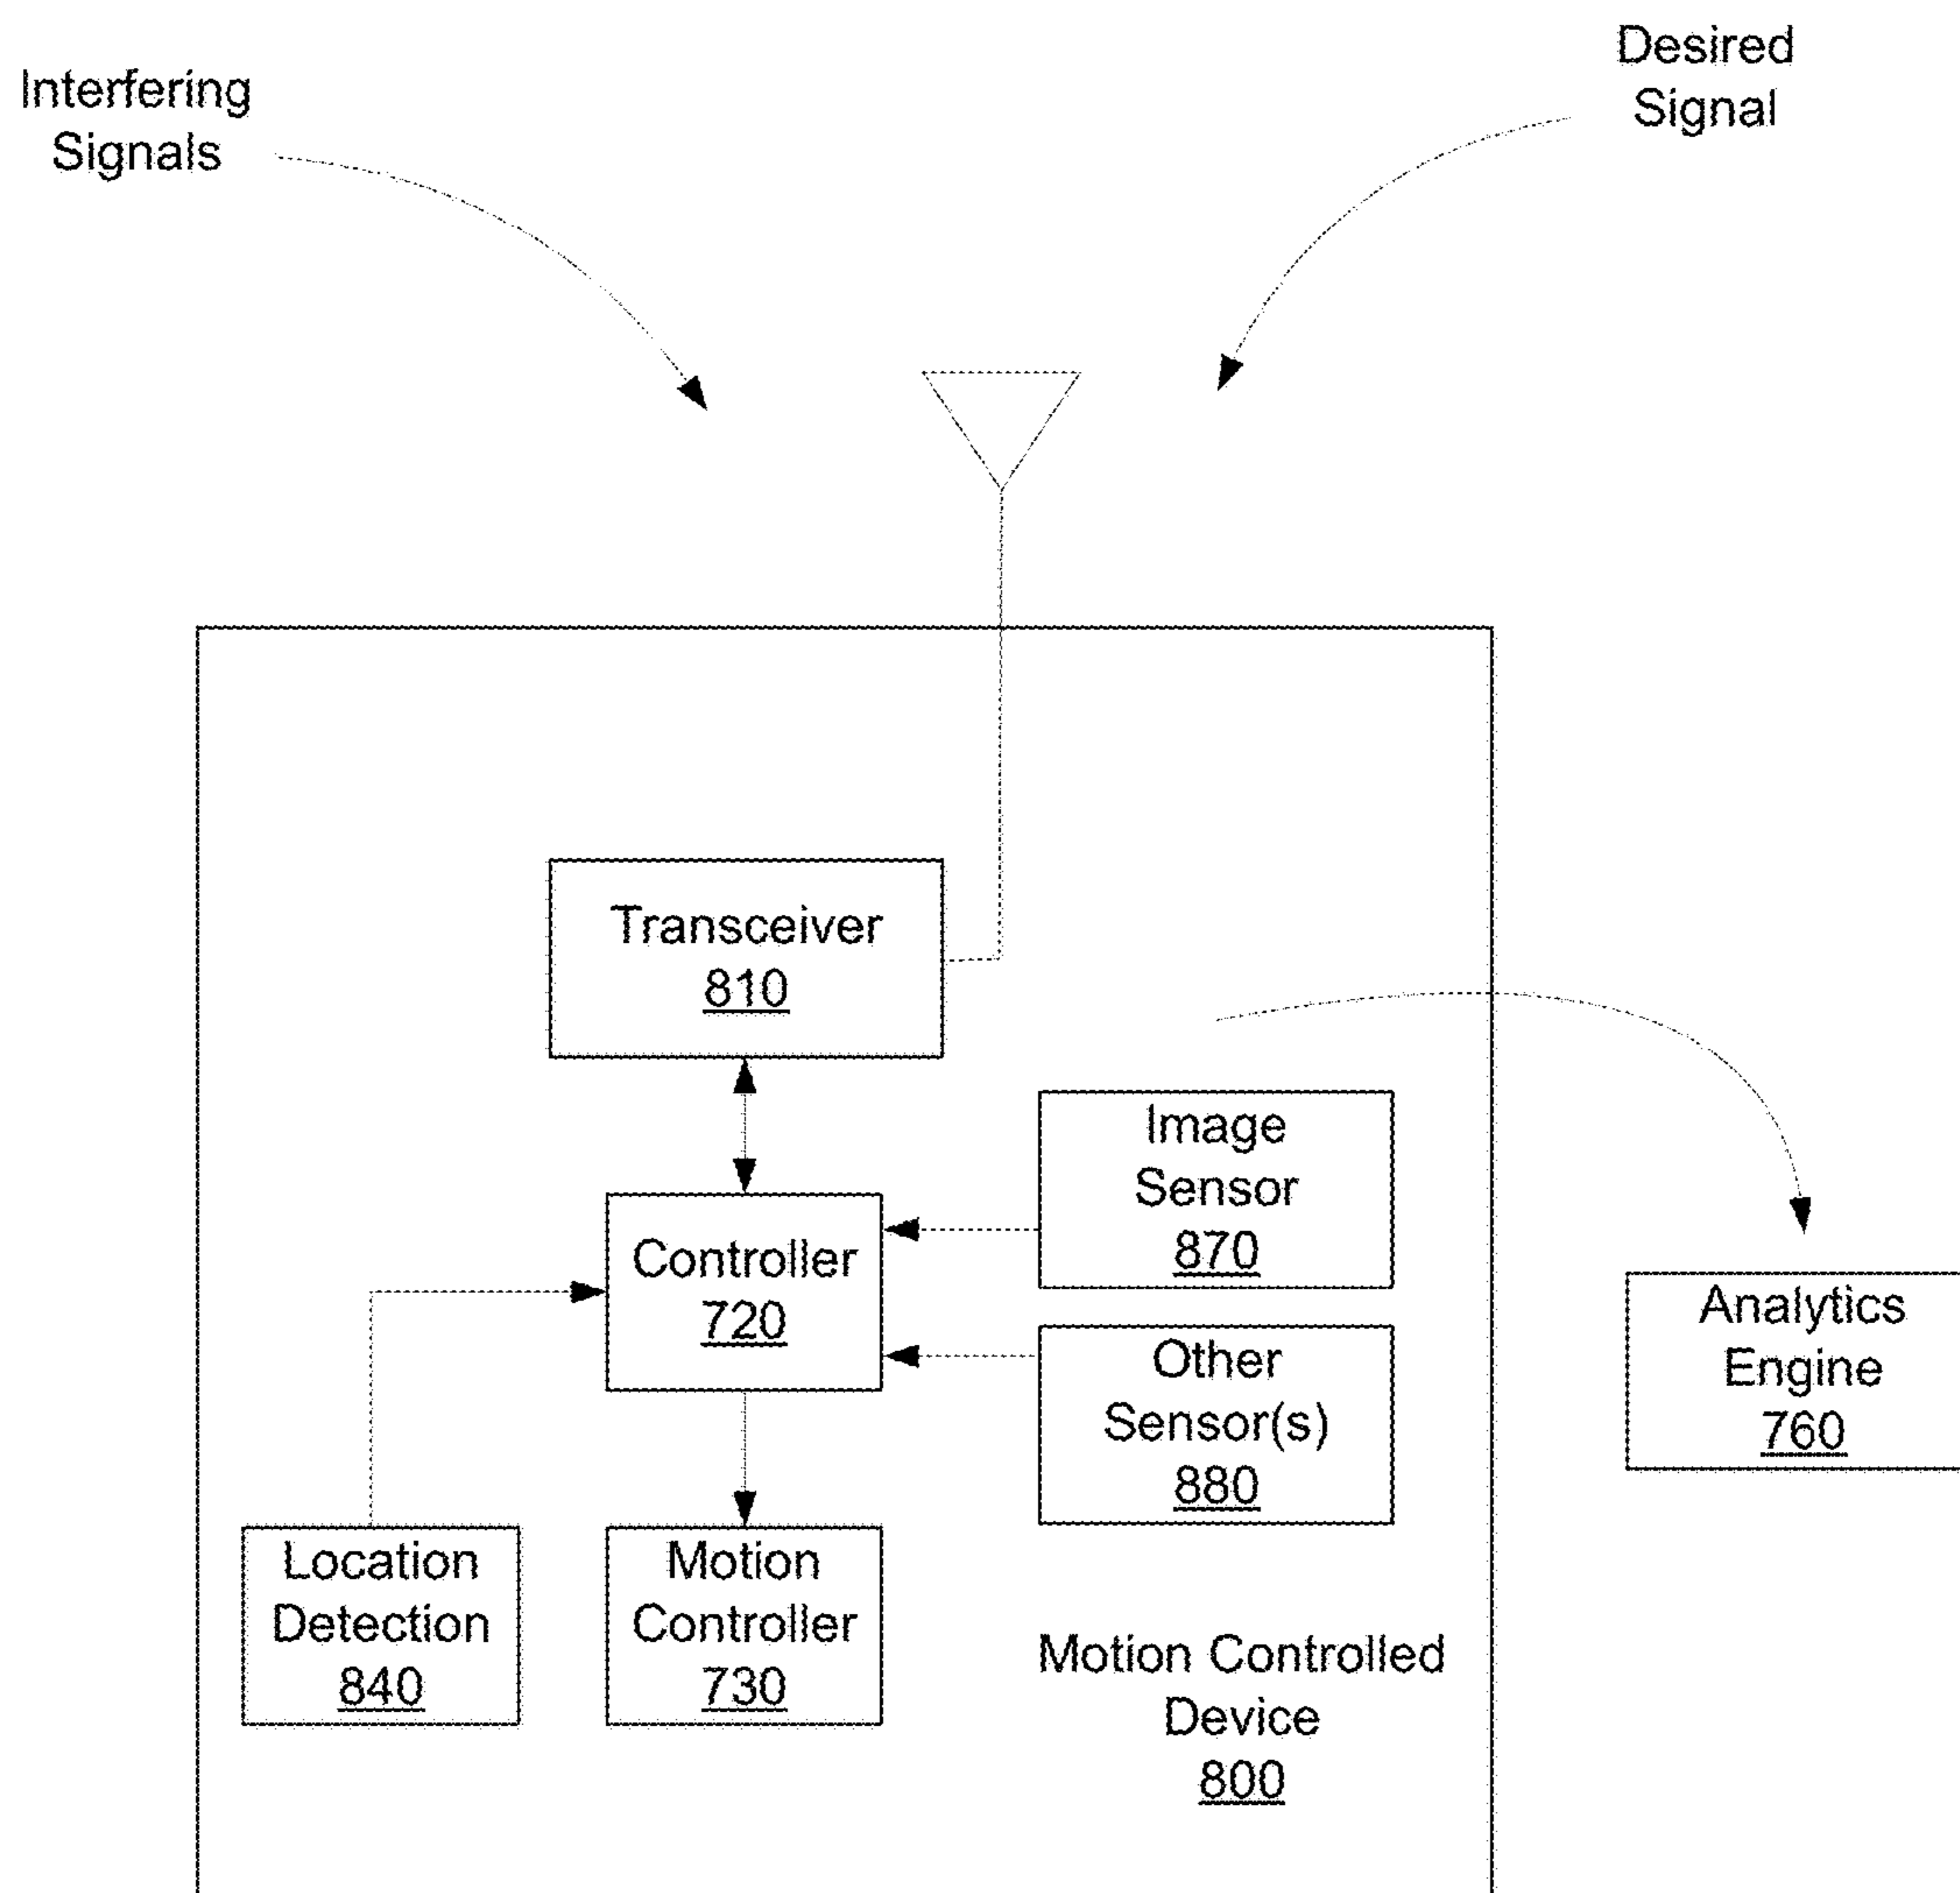 Interfering
Signals
Desired
Signal
Transceiver
810
Image
Sensor
870
Controller
720
Other
Sensor(s)
880
Analytics
Engine
760
Location
Detection
840
Motion
Controller
730
Motion Controlled
Device
800